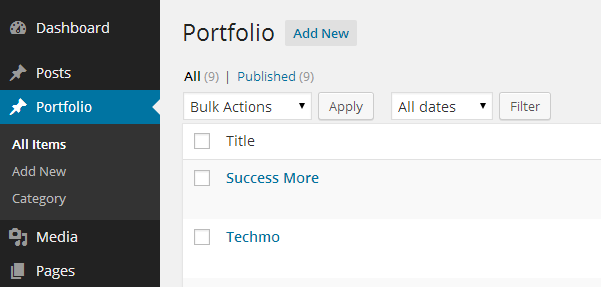 Dashboard
Posts
Portfolio
All Items
Add New
Category
Media
Pages
Portfolio Add New
All (9) | Published (9)
Bulk Actions Apply All dates Filter
Title
Success More
Techmo